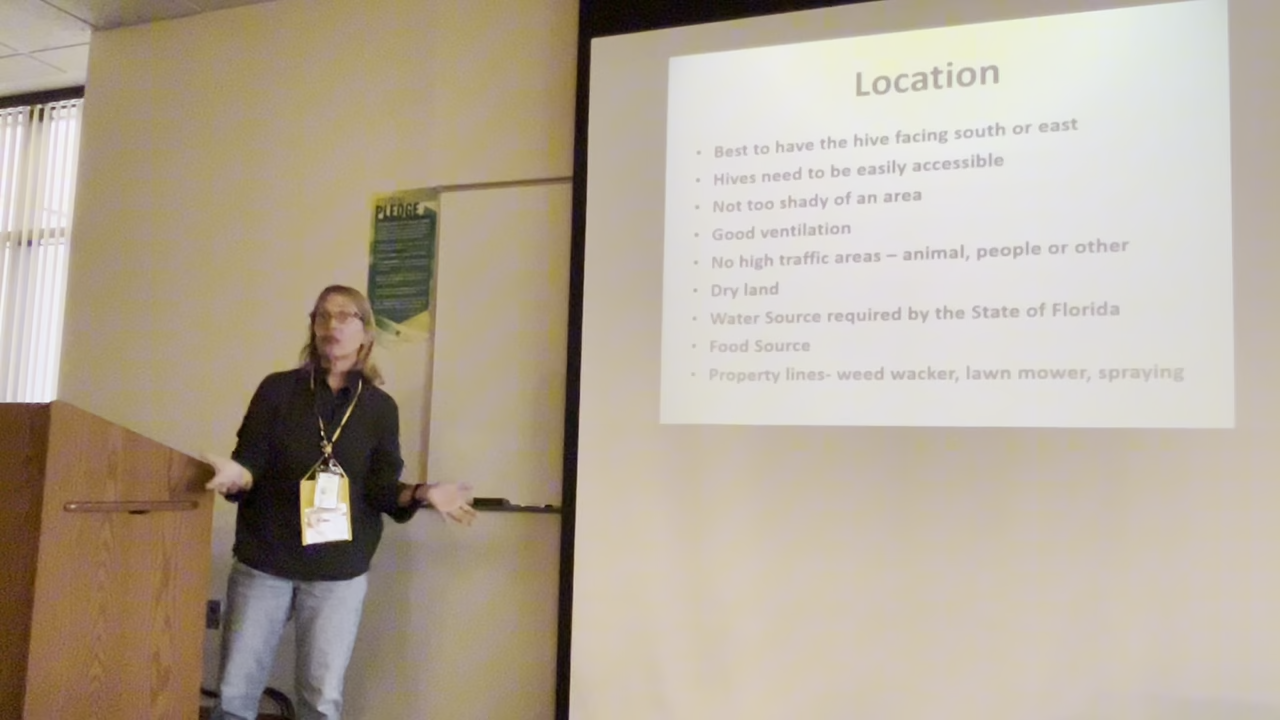 PLEDGE
Location
• Best to have the hive facing south or east
• Hives need to be easily accessible
• Not too shady of an area
• Good ventilation
• No high traffic areas – animal, people or other
• Dry land
• Water Source required by the State of Florida
• Food Source
• Property lines- weed wacker, lawn mower, spraying